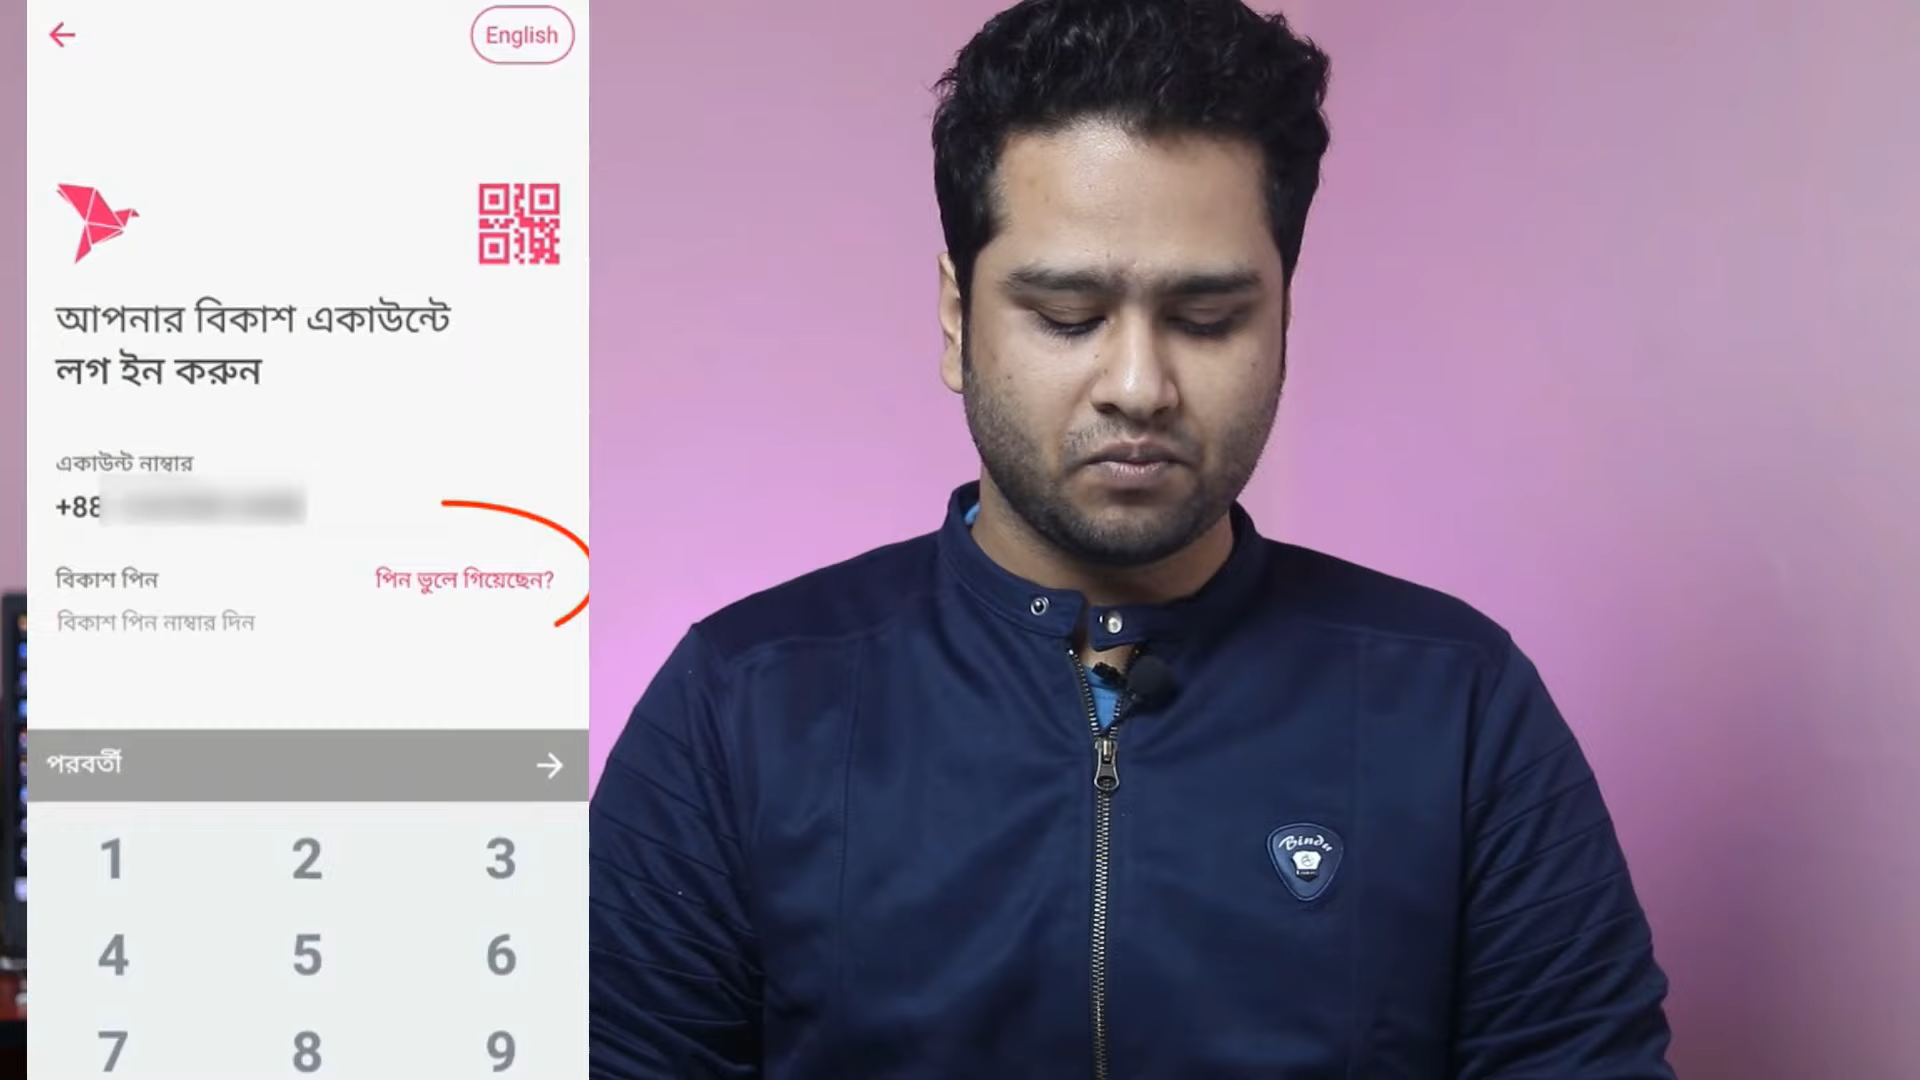 English
আপনার বিকাশ একাউন্টে
লগ ইন করুন
একাউন্ট নাম্বার
+88
বিকাশ পিন
পিন ভুলে গিয়েছেন?
বিকাশ পিন নাম্বার দিন
পরবর্তী
1 2 3
4 5 6
7 8 9
Bindu